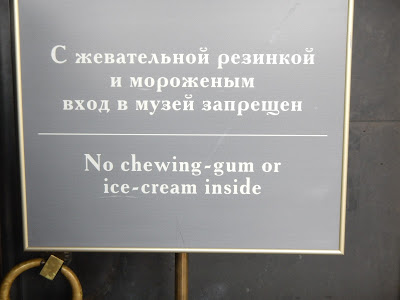 С жевательной резинкой
и мороженым
вход в музей запрещен
No chewing-gum or
ice-cream inside